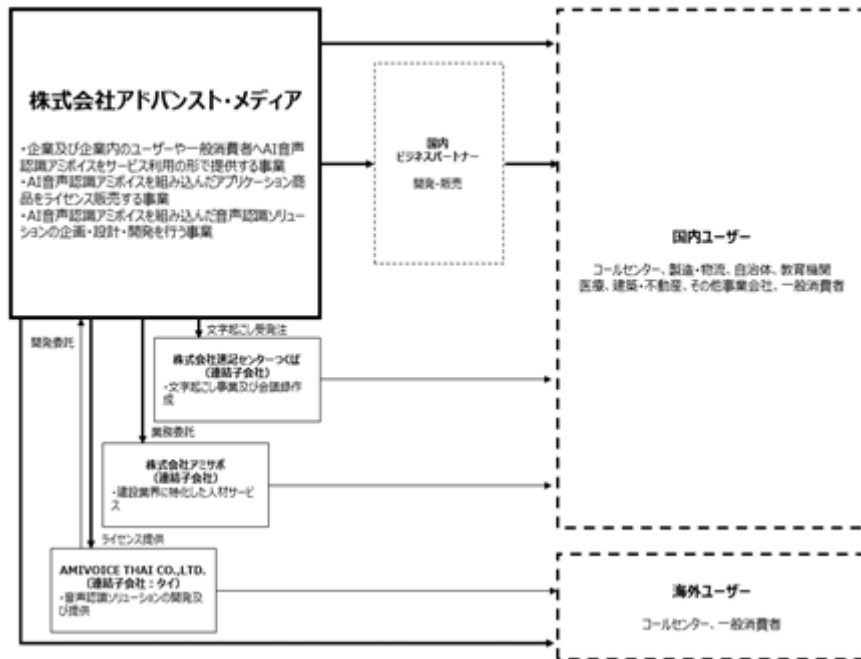 株式会社アドバンスト・メディア
・企業及び企業内のユーザーや一般消費者へAI音声
認識アミボイスをサービス利用の形で提供する事業
・AI音声認識アミボイスを組み込んだアプリケーション商
品をライセンス販売する事業
・AI音声認識アミボイスを組み込んだ音声認識ソリュー
ションの企画・設計・開発を行う事業
国内
ビジネスパートナー
開発・販売
国内ユーザー
コールセンター、製造・物流、自治体、教育機関
医療、建築・不動産、その他事業会社、一般消費者
文字起こし受発注
開発委託
株式会社速記センターつくば
(連結子会社)
・文字起こし事業及び会議録作
成
業務委託
株式会社アミサポ
(連結子会社)
・建設業界に特化した人材サービ
ス
ライセンス提供
AMIVOICE THAI CO.,LTD.
(連結子会社：タイ)
・音声認識ソリューションの開発及
び提供
海外ユーザー
コールセンター、一般消費者